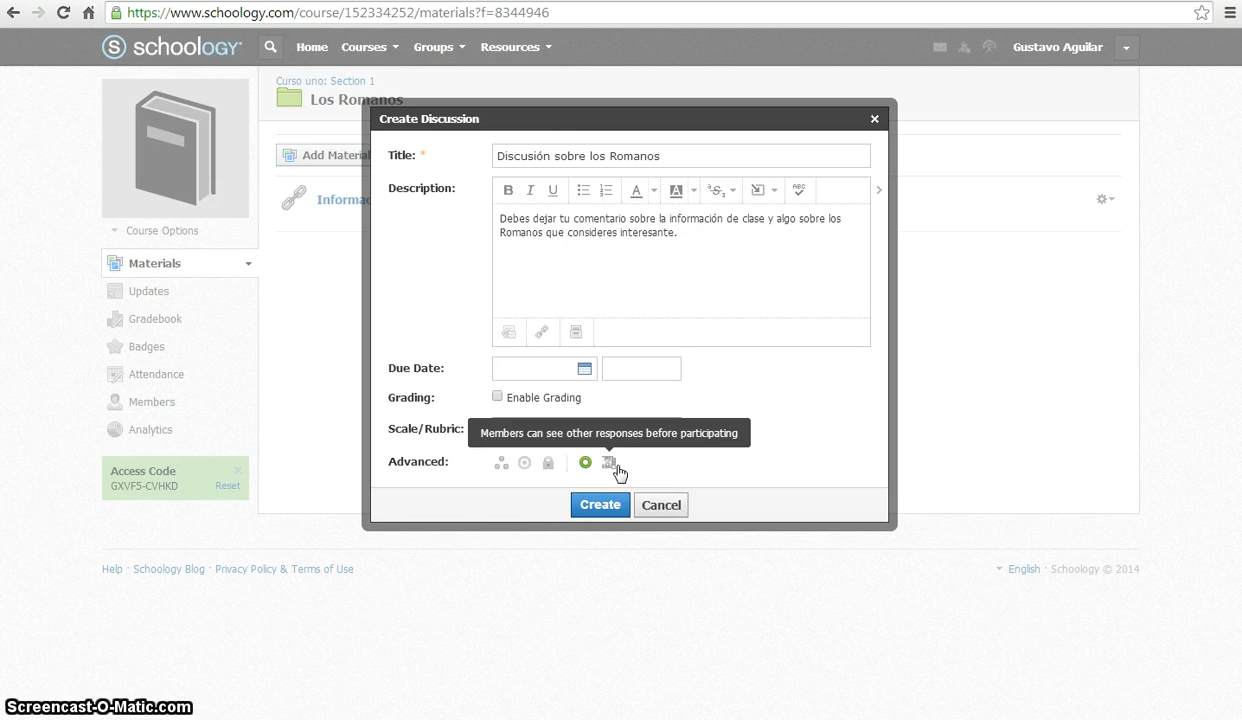 https://www.schoology.com/course/152334252/materials?f=8344946
S schoology
Home Courses Groups Resources Gustavo Aguilar
Curso uno: Section 1
Los Romanos
Create Discussion
Title: * Discusión sobre los Romanos
Add Material
Description: B I U A A ABC
Debes dejar tu comentario sobre la información de clase y algo sobre los
Romanos que consideres interesante.
Course Options
Materials
Updates
Gradebook
Badges
Attendance
Members
Analytics
Access Code
GXVF5-CVHKD Reset
Due Date:
Grading: Enable Grading
Scale/Rubric:
Members can see other responses before participating
Advanced:
Create Cancel
Help · Schoology Blog · Privacy Policy & Terms of Use
English · Schoology © 2014
Screencast-O-Matic.com